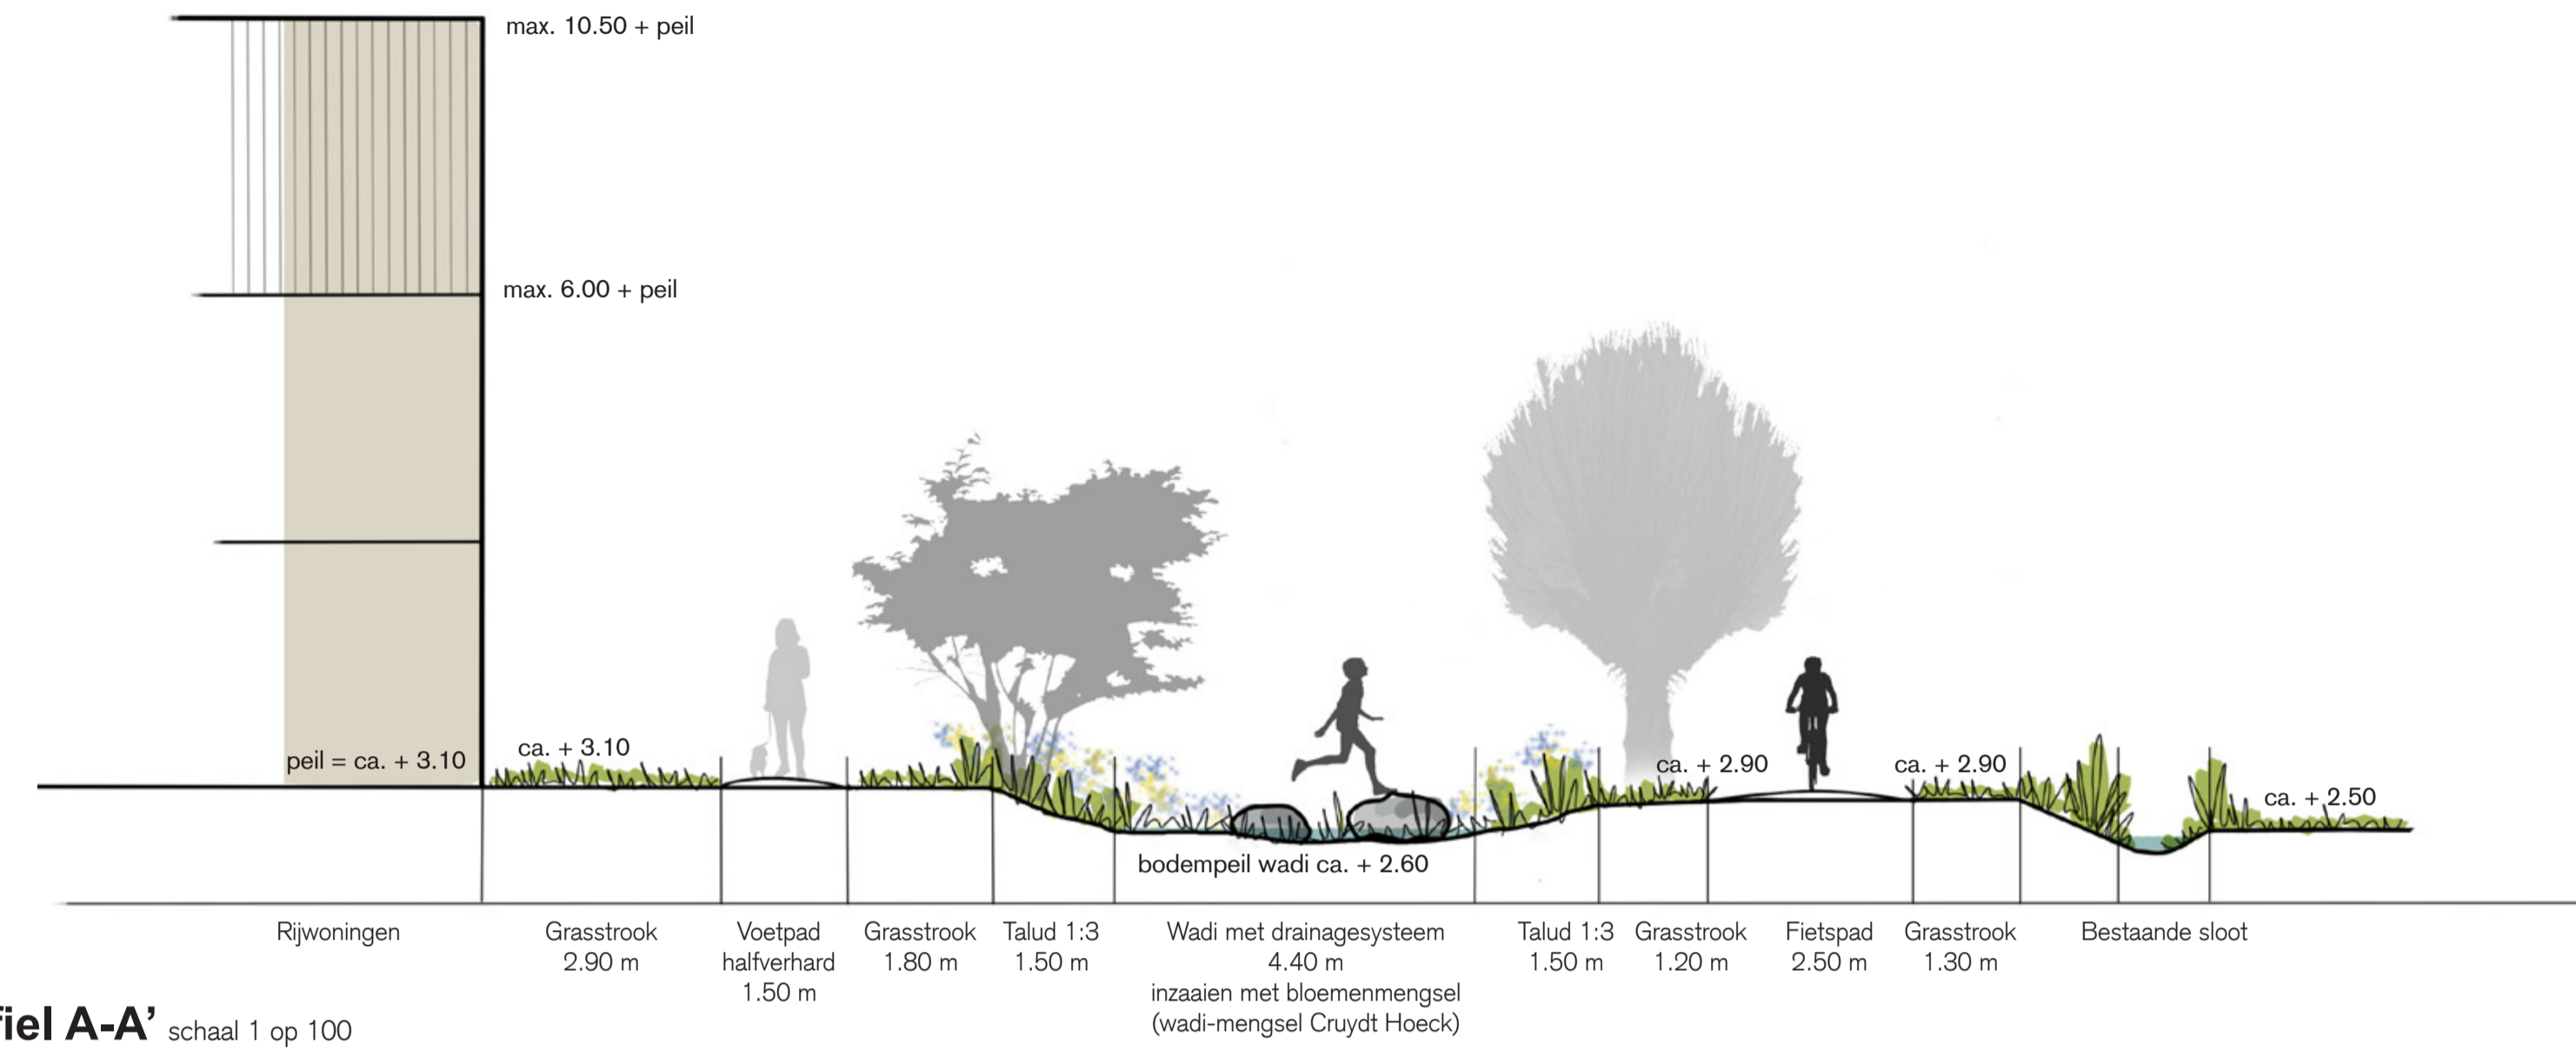 max. 10.50 + peil
max. 6.00 + peil
peil = ca. + 3.10
ca. + 3.10
ca. + 2.90
ca. + 2.90
ca. + 2.50
bodempeil wadi ca. + 2.60
Rijwoningen
Grasstrook
2.90 m
Voetpad
halfverhard
1.50 m
Grasstrook
1.80 m
Talud 1:3
1.50 m
Wadi met drainagesysteem
4.40 m
inzaaien met bloemenmengsel
(wadi-mengsel Cruydt Hoeck)
Talud 1:3
1.50 m
Grasstrook
1.20 m
Fietspad
2.50 m
Grasstrook
1.30 m
Bestaande sloot
fiel A-A’ schaal 1 op 100